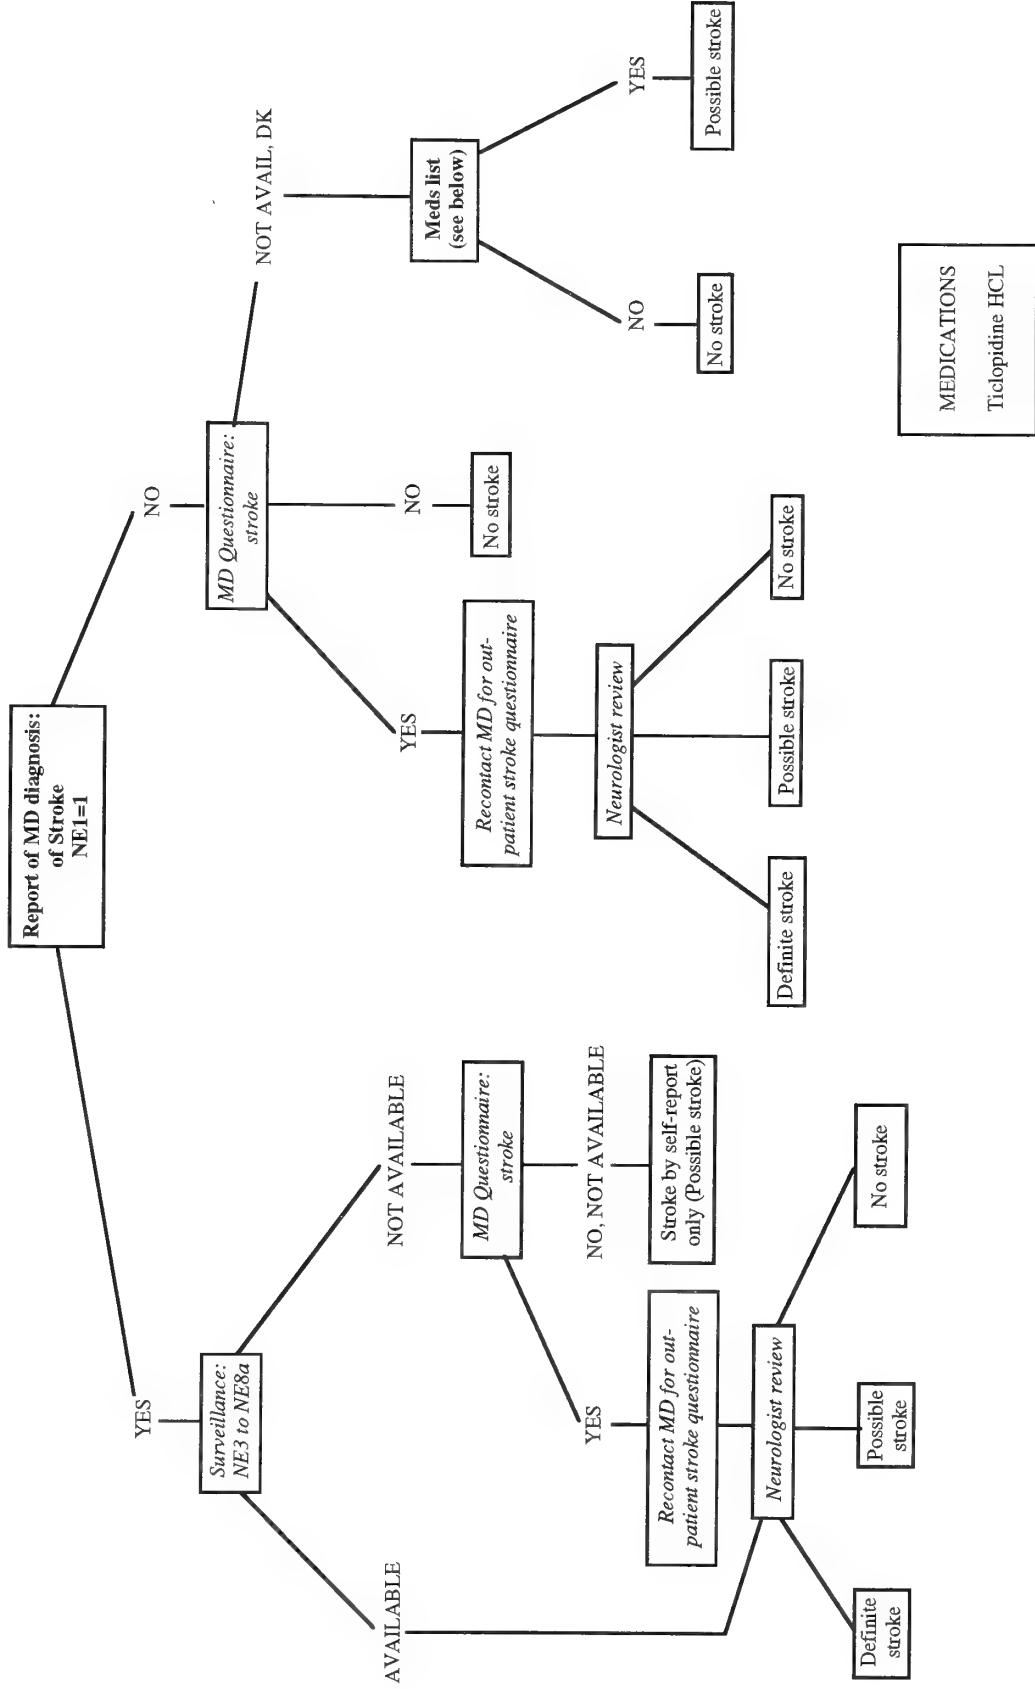 Report of MD diagnosis:
of Stroke
NE1=1
YES
NO
Surveillance:
NE3 to NE8a
MD Questionnaire:
stroke
AVAILABLE
NOT AVAILABLE
YES
NO
NOT AVAIL, DK
MD Questionnaire:
stroke
Recontact MD for out-
patient stroke questionnaire
No stroke
Meds list
(see below)
YES
NO, NOT AVAILABLE
Neurologist review
NO
YES
Recontact MD for out-
patient stroke questionnaire
Stroke by self-report
only (Possible stroke)
No stroke
Possible stroke
Neurologist review
Definite stroke
Possible stroke
No stroke
Definite
stroke
Possible
stroke
No stroke
MEDICATIONS
Ticlopidine HCL